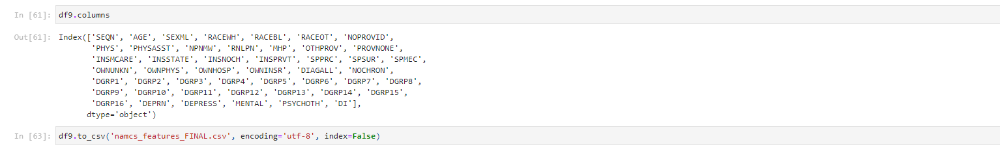 In [61]: df9.columns
Out[61]: Index(['SEQN', 'AGE', 'SEXML', 'RACEWH', 'RACEBL', 'RACEOT', 'NOPROVID',
'PHYS', 'PHYSASST', 'NPNMW', 'RNLPN', 'MHP', 'OTHPROV', 'PROVNONE',
'INSMCARE', 'INSSTATE', 'INSNOCH', 'INSPRVT', 'SPPRC', 'SPSUR', 'SPMEC',
'OWNUNKN', 'OWNPHYS', 'OWNHOSP', 'OWNINSR', 'DIAGALL', 'NOCHRON',
'DGRP1', 'DGRP2', 'DGRP3', 'DGRP4', 'DGRP5', 'DGRP6', 'DGRP7', 'DGRP8',
'DGRP9', 'DGRP10', 'DGRP11', 'DGRP12', 'DGRP13', 'DGRP14', 'DGRP15',
'DGRP16', 'DEPRN', 'DEPRESS', 'MENTAL', 'PSYCHOTH', 'DI'],
dtype='object')
In [63]: df9.to_csv('namcs_features_FINAL.csv', encoding='utf-8', index=False)